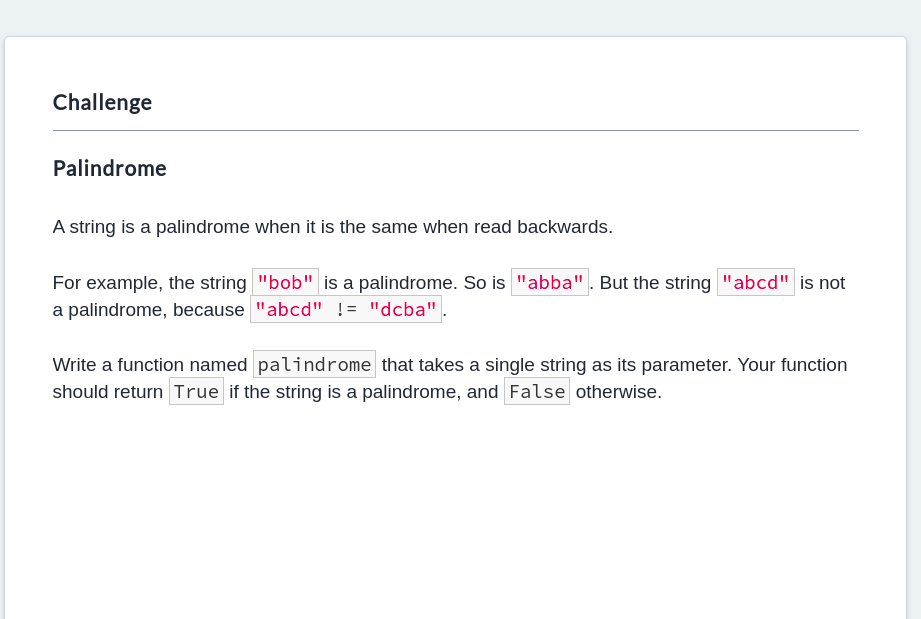 Challenge
Palindrome
A string is a palindrome when it is the same when read backwards.
For example, the string "bob" is a palindrome. So is "abba". But the string "abcd" is not
a palindrome, because "abcd" != "dcba".
Write a function named palindrome that takes a single string as its parameter. Your function
should return True if the string is a palindrome, and False otherwise.